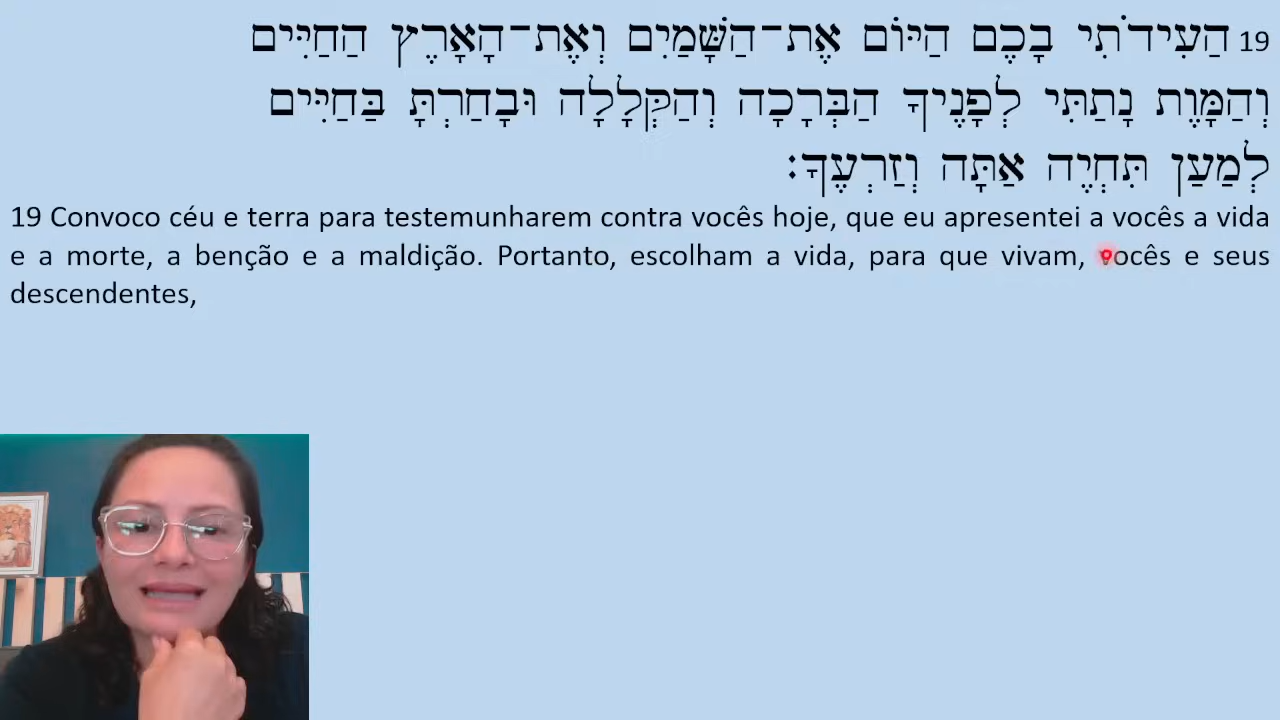 19 הַעִידֹתִי בָכֶם הַיּוֹם אֶת־הַשָּׁמַיִם וְאֶת־הָאָרֶץ הַחַיִּים
וְהַמָּוֶת נָתַתִּי לְפָנֶיךָ הַבְּרָכָה וְהַקְּלָלָה וּבָחַרְתָּ בַּחַיִּים
לְמַעַן תִּחְיֶה אַתָּה וְזַרְעֶךָ׃
19 Convoco céu e terra para testemunharem contra vocês hoje, que eu apresentei a vocês a vida
e a morte, a benção e a maldição. Portanto, escolham a vida, para que vivam, vocês e seus
descendentes,